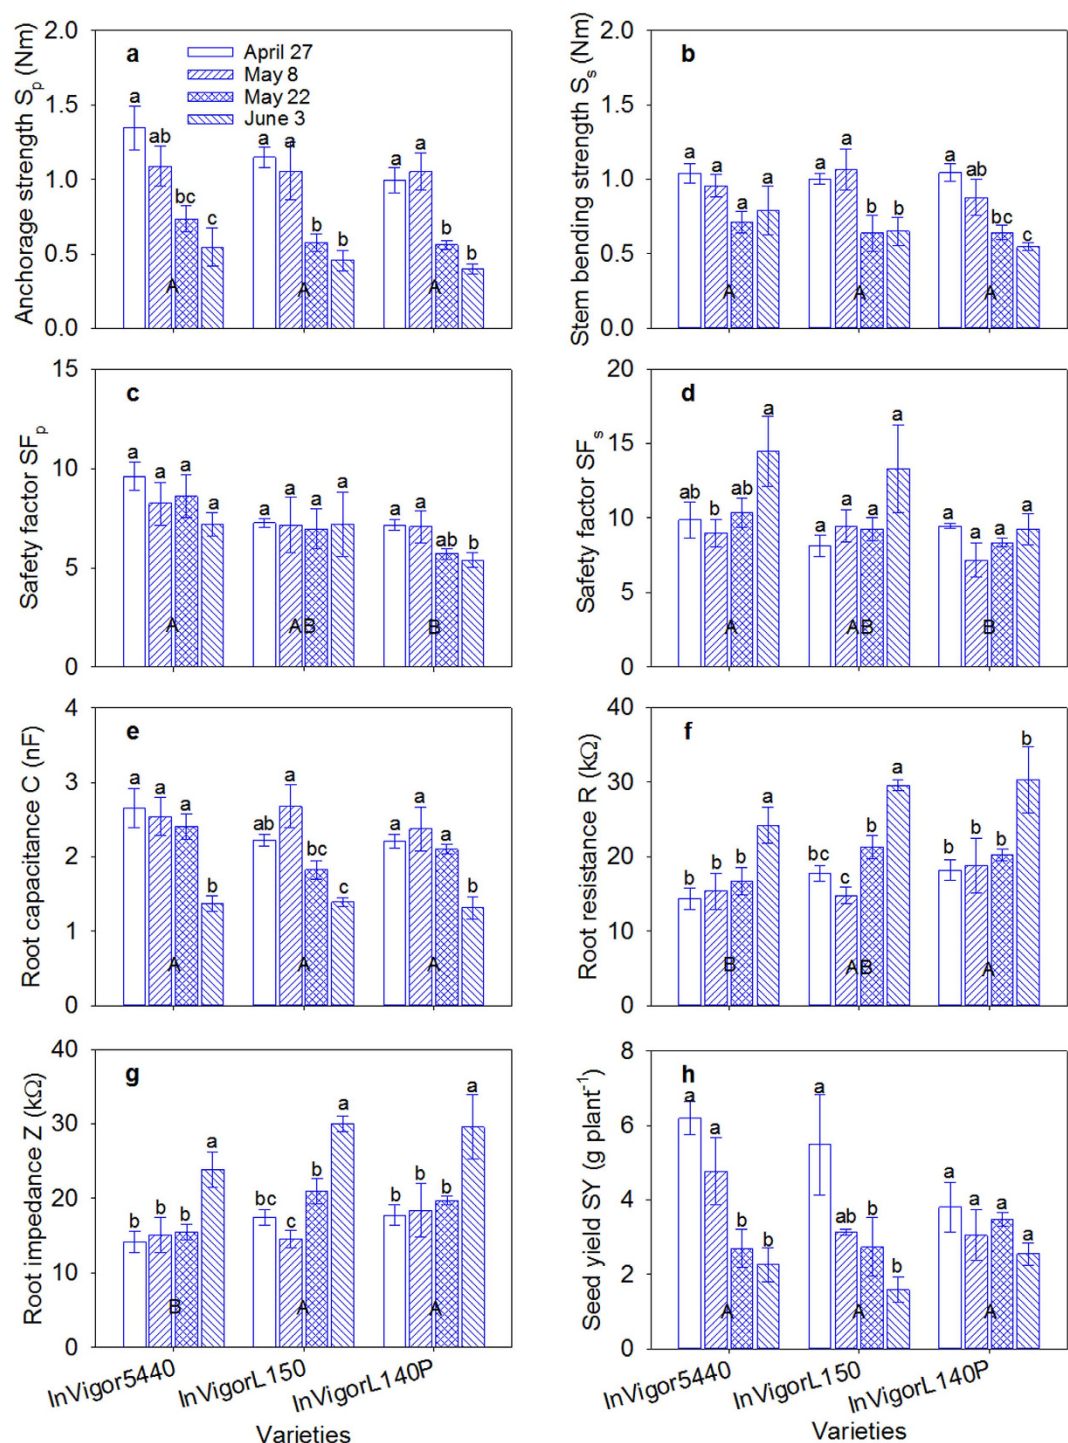 a
Anchorage strength Sp (Nm)
2.0
1.5
1.0
0.5
0.0
April 27
May 8
May 22
June 3
a ab bc c
a a b b
a a b b
A A A
b
Stem bending strength Ss (Nm)
2.0
1.5
1.0
0.5
0.0
a a a a
a a b b
a ab bc c
A A A
c
Safety factor SFp
15
10
5
0
a a a a
a a a a
a a ab b
A AB B
d
Safety factor SFs
20
15
10
5
0
ab b ab a
a a a a
a a a a
A AB B
e
Root capacitance C (nF)
4
3
2
1
0
a a a b
ab a bc c
a a a b
A A A
f
Root resistance R (kΩ)
40
30
20
10
0
b b b a
bc c b a
b b b b
B AB A
g
Root impedance Z (kΩ)
40
30
20
10
0
b b b a
bc c b a
b b b a
B A A
InVigor5440 InVigorL150 InVigorL140P
Varieties
h
Seed yield SY (g plant⁻¹)
8
6
4
2
0
a a b b
a ab b b
a a a a
A A A
InVigor5440 InVigorL150 InVigorL140P
Varieties